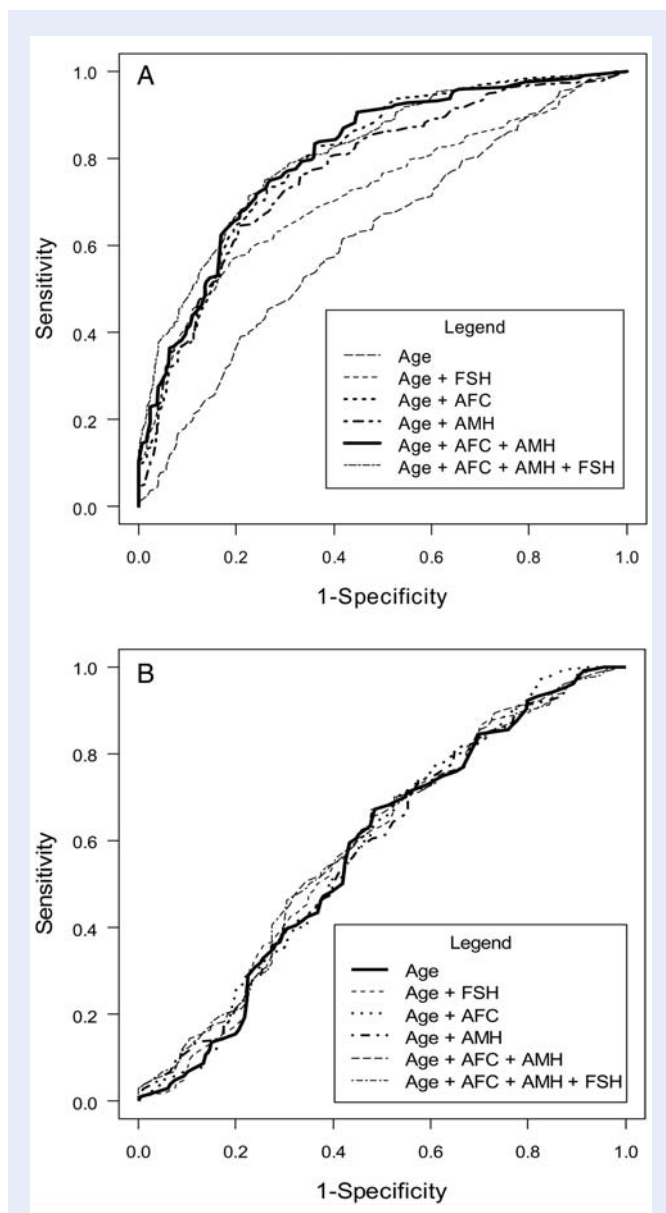 A
1.0
0.8
0.6
0.4
0.2
0.0
Sensitivity
Legend
Age
Age + FSH
Age + AFC
Age + AMH
Age + AFC + AMH
Age + AFC + AMH + FSH
0.0 0.2 0.4 0.6 0.8 1.0
1-Specificity
B
1.0
0.8
0.6
0.4
0.2
0.0
Sensitivity
Legend
Age
Age + FSH
Age + AFC
Age + AMH
Age + AFC + AMH
Age + AFC + AMH + FSH
0.0 0.2 0.4 0.6 0.8 1.0
1-Specificity